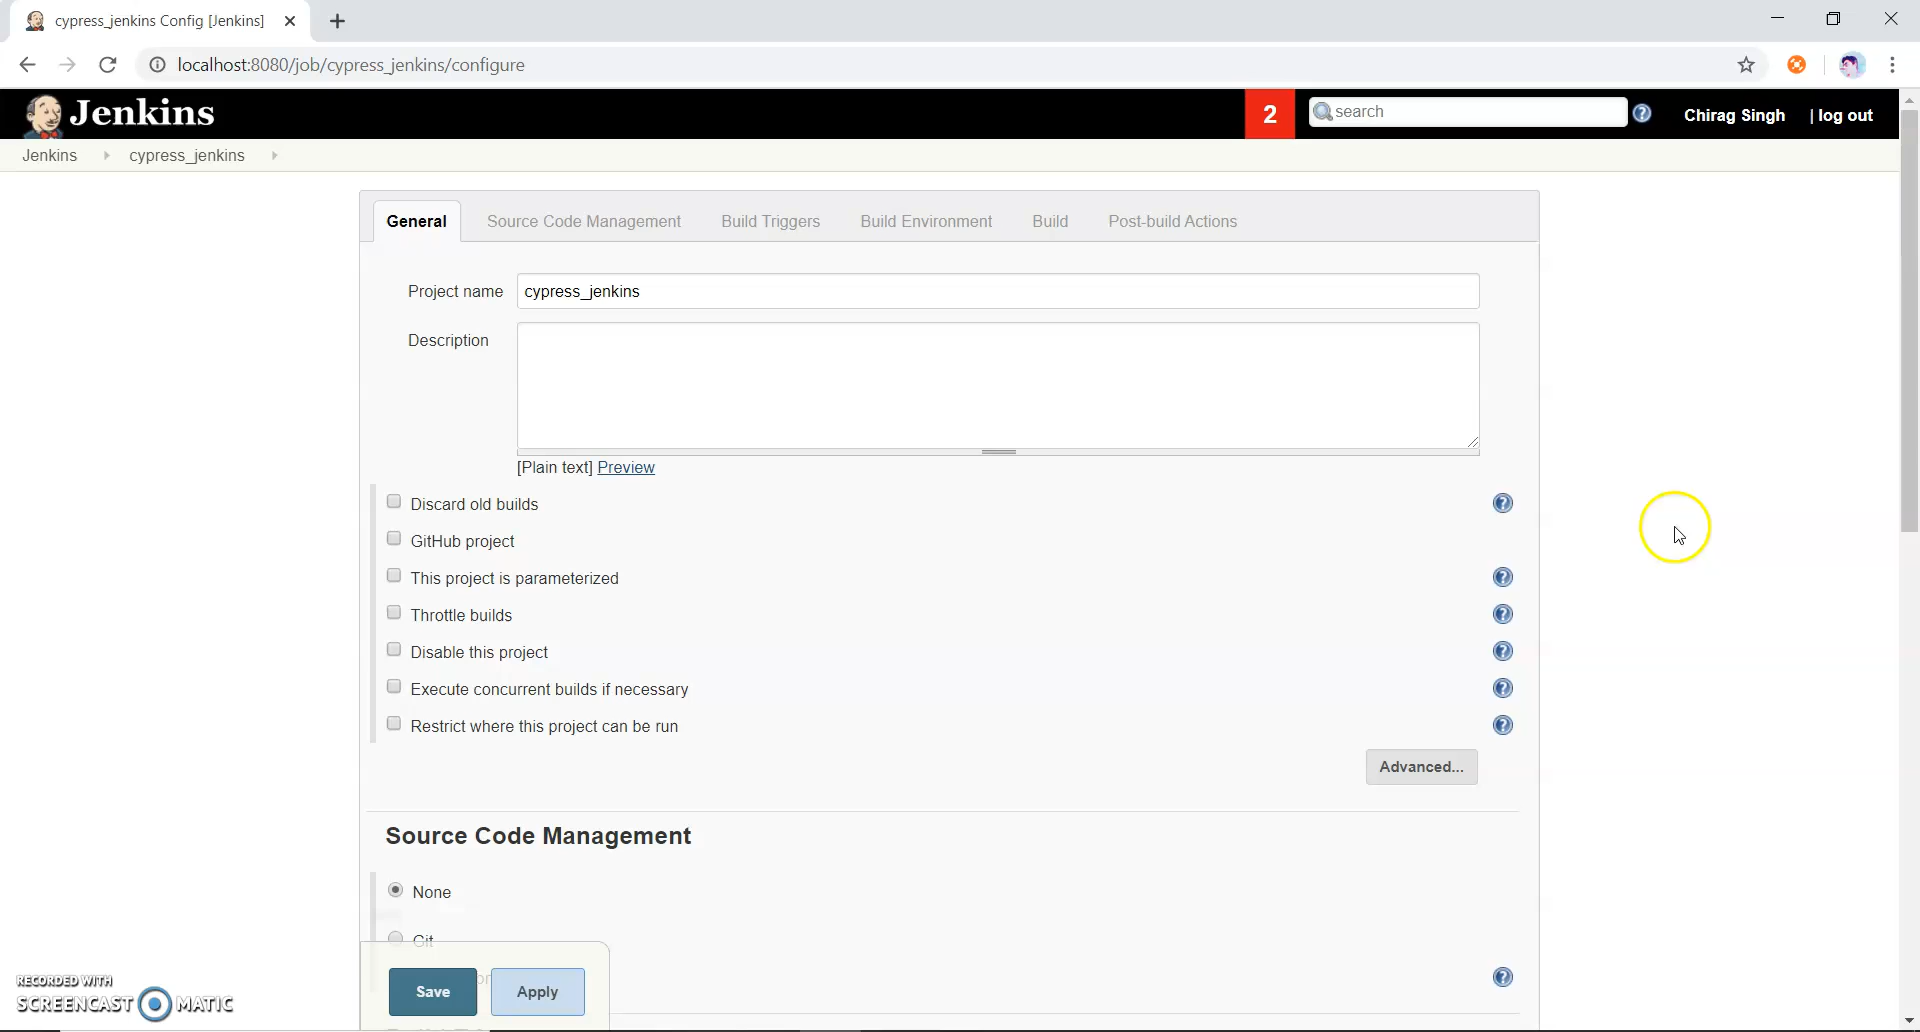 cypress_jenkins Config [Jenkins]
localhost:8080/job/cypress_jenkins/configure
Jenkins
2
search
Chirag Singh
| log out
Jenkins
cypress_jenkins
General
Source Code Management
Build Triggers
Build Environment
Build
Post-build Actions
Project name
cypress_jenkins
Description
[Plain text] Preview
Discard old builds
GitHub project
This project is parameterized
Throttle builds
Disable this project
Execute concurrent builds if necessary
Restrict where this project can be run
Advanced...
Source Code Management
None
Git
Save
Apply
RECORDED WITH
SCREENCAST MATIC